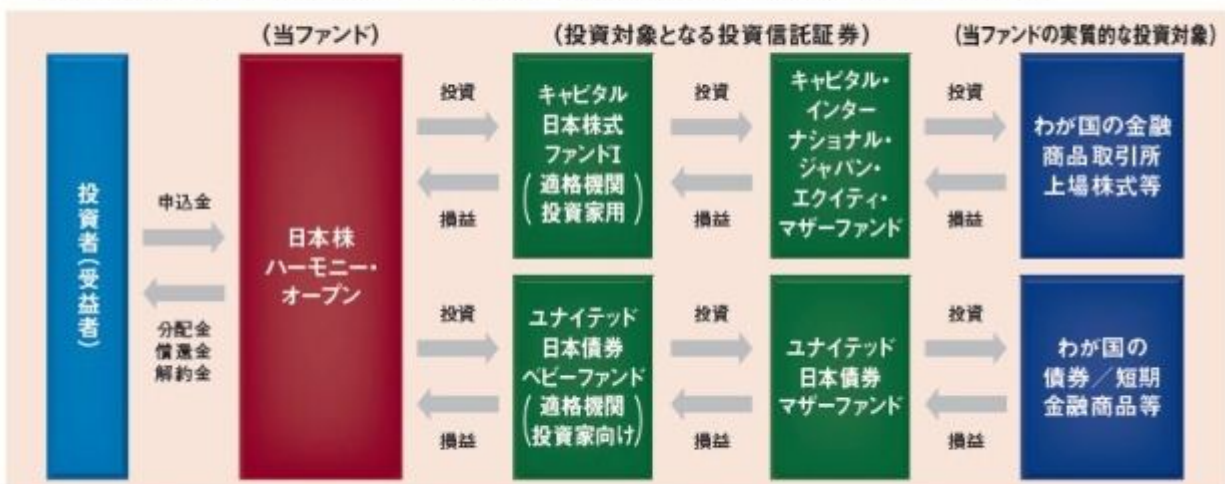 (当ファンド)
(投資対象となる投資信託証券)
(当ファンドの実質的な投資対象)
投資者(受益者)
申込金
分配金
償還金
解約金
日本株
ハーモニー・
オープン
投資
損益
キャピタル
日本株式
ファンドI
(適格機関
投資家用)
投資
損益
キャピタル・
インター
ナショナル・
ジャパン・
エクイティ・
マザーファンド
投資
損益
わが国の金融
商品取引所
上場株式等
投資
損益
ユナイテッド
日本債券
ベビーファンド
(適格機関
投資家向け)
投資
損益
ユナイテッド
日本債券
マザーファンド
投資
損益
わが国の
債券/短期
金融商品等